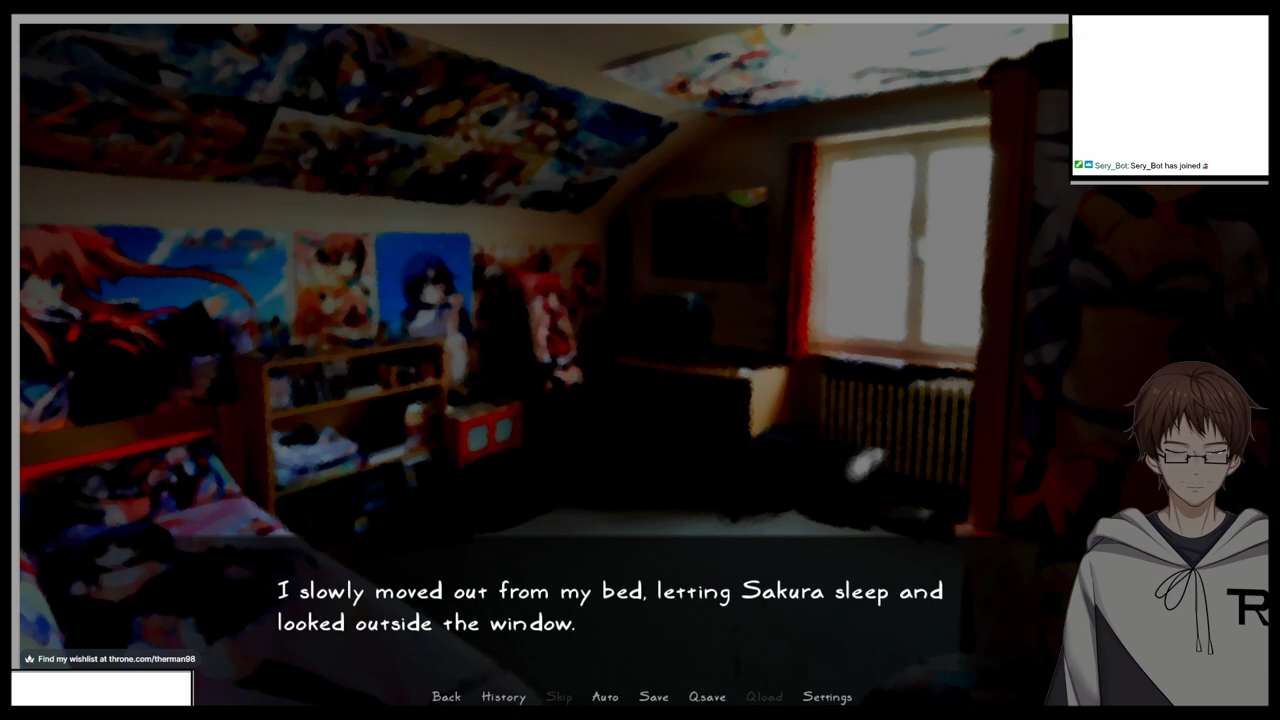 Sery_Bot: Sery_Bot has joined
I slowly moved out from my bed, letting Sakura sleep and
looked outside the window.
TR
Find my wishlist at throne.com/therman98
Back History Skip Auto Save Qsave Qload Settings